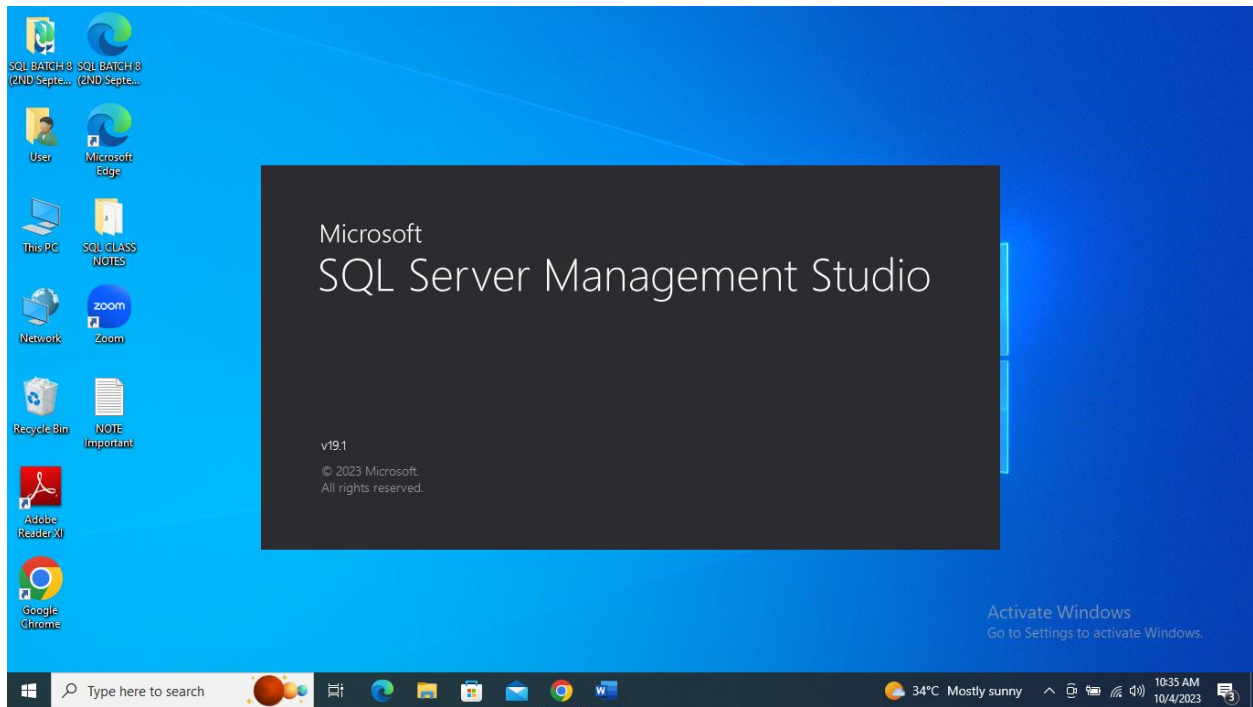 SQL BATCH 8
(2ND Septe...
SQL BATCH 8
(2ND Septe...
User
Microsoft
Edge
This PC
SQL CLASS
NOTES
Network
zoom
Zoom
Recycle Bin
NOTE
Important
Adobe
Reader XI
Google
Chrome
Microsoft
SQL Server Management Studio
v19.1
© 2023 Microsoft.
All rights reserved.
Activate Windows
Go to Settings to activate Windows.
Type here to search
W
34°C Mostly sunny
10:35 AM
10/4/2023
3